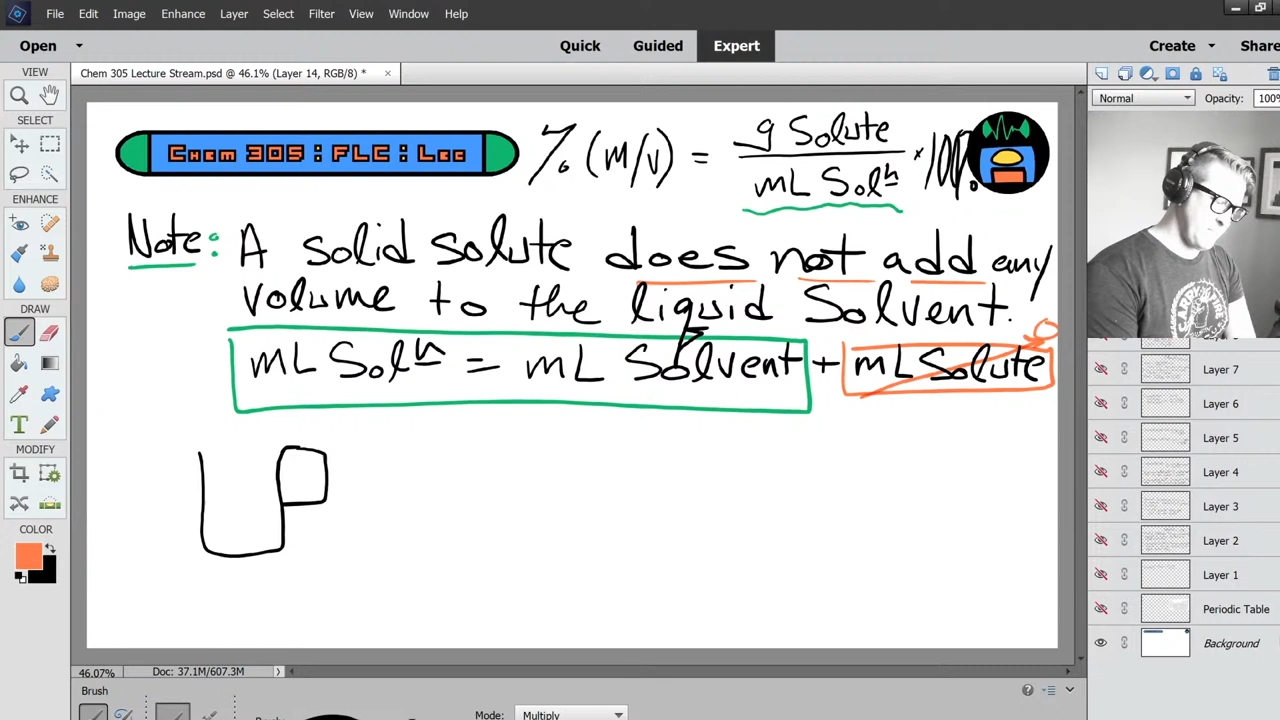 File Edit Image Enhance Layer Select Filter View Window Help
Open Quick Guided Expert Create Share
Chem 305 Lecture Stream.psd @ 46.1% (Layer 14, RGB/8) *
VIEW
SELECT
ENHANCE
DRAW
MODIFY
COLOR
Chem 305 : FLC : Lec
% (m/v) = g Solute / mL Solⁿ × 100%
Note: A solid solute does not add any
volume to the liquid Solvent.
mL Solⁿ = mL Solvent + mL Solute
0
Normal Opacity: 100%
Layer 7
Layer 6
Layer 5
Layer 4
Layer 3
Layer 2
Layer 1
Periodic Table
Background
46.07% Doc: 37.1M/607.3M
Brush
Mode: Multiply